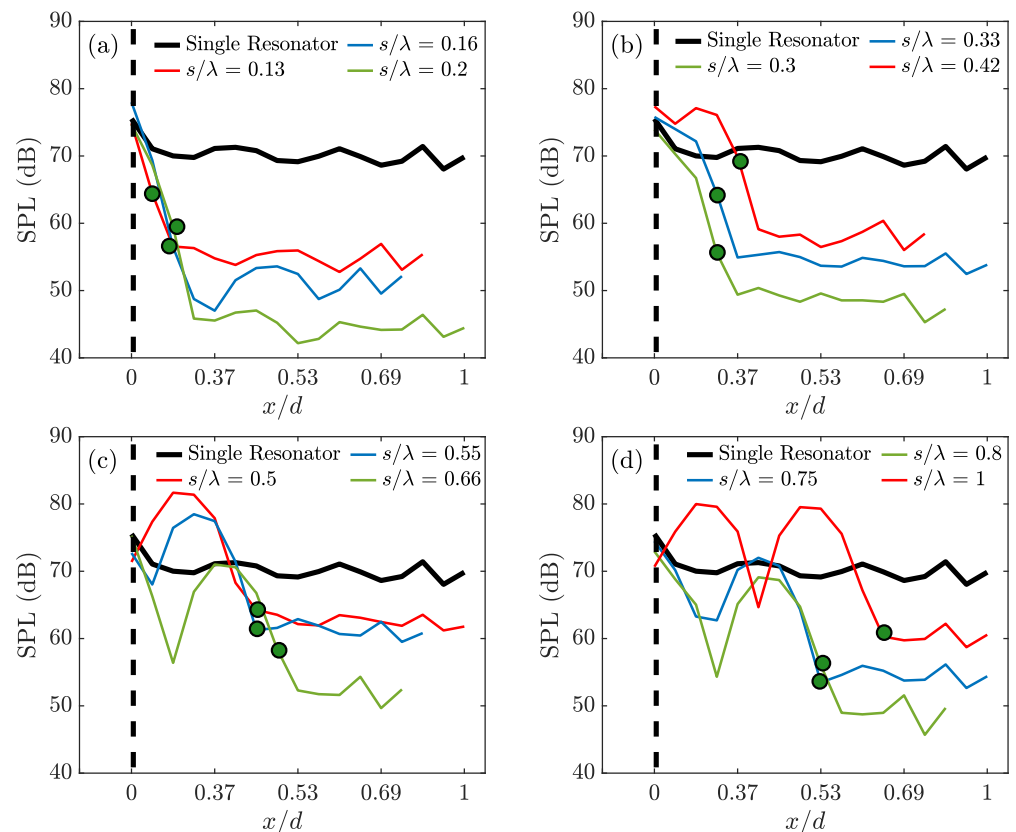 90
80
70
60
50
40
SPL (dB)
(a)
Single Resonator
s/λ = 0.16
s/λ = 0.13
s/λ = 0.2
0 0.37 0.53 0.69 1
x/d
90
80
70
60
50
40
SPL (dB)
(b)
Single Resonator
s/λ = 0.33
s/λ = 0.3
s/λ = 0.42
0 0.37 0.53 0.69 1
x/d
90
80
70
60
50
40
SPL (dB)
(c)
Single Resonator
s/λ = 0.55
s/λ = 0.5
s/λ = 0.66
0 0.37 0.53 0.69 1
x/d
90
80
70
60
50
40
SPL (dB)
(d)
Single Resonator
s/λ = 0.8
s/λ = 0.75
s/λ = 1
0 0.37 0.53 0.69 1
x/d